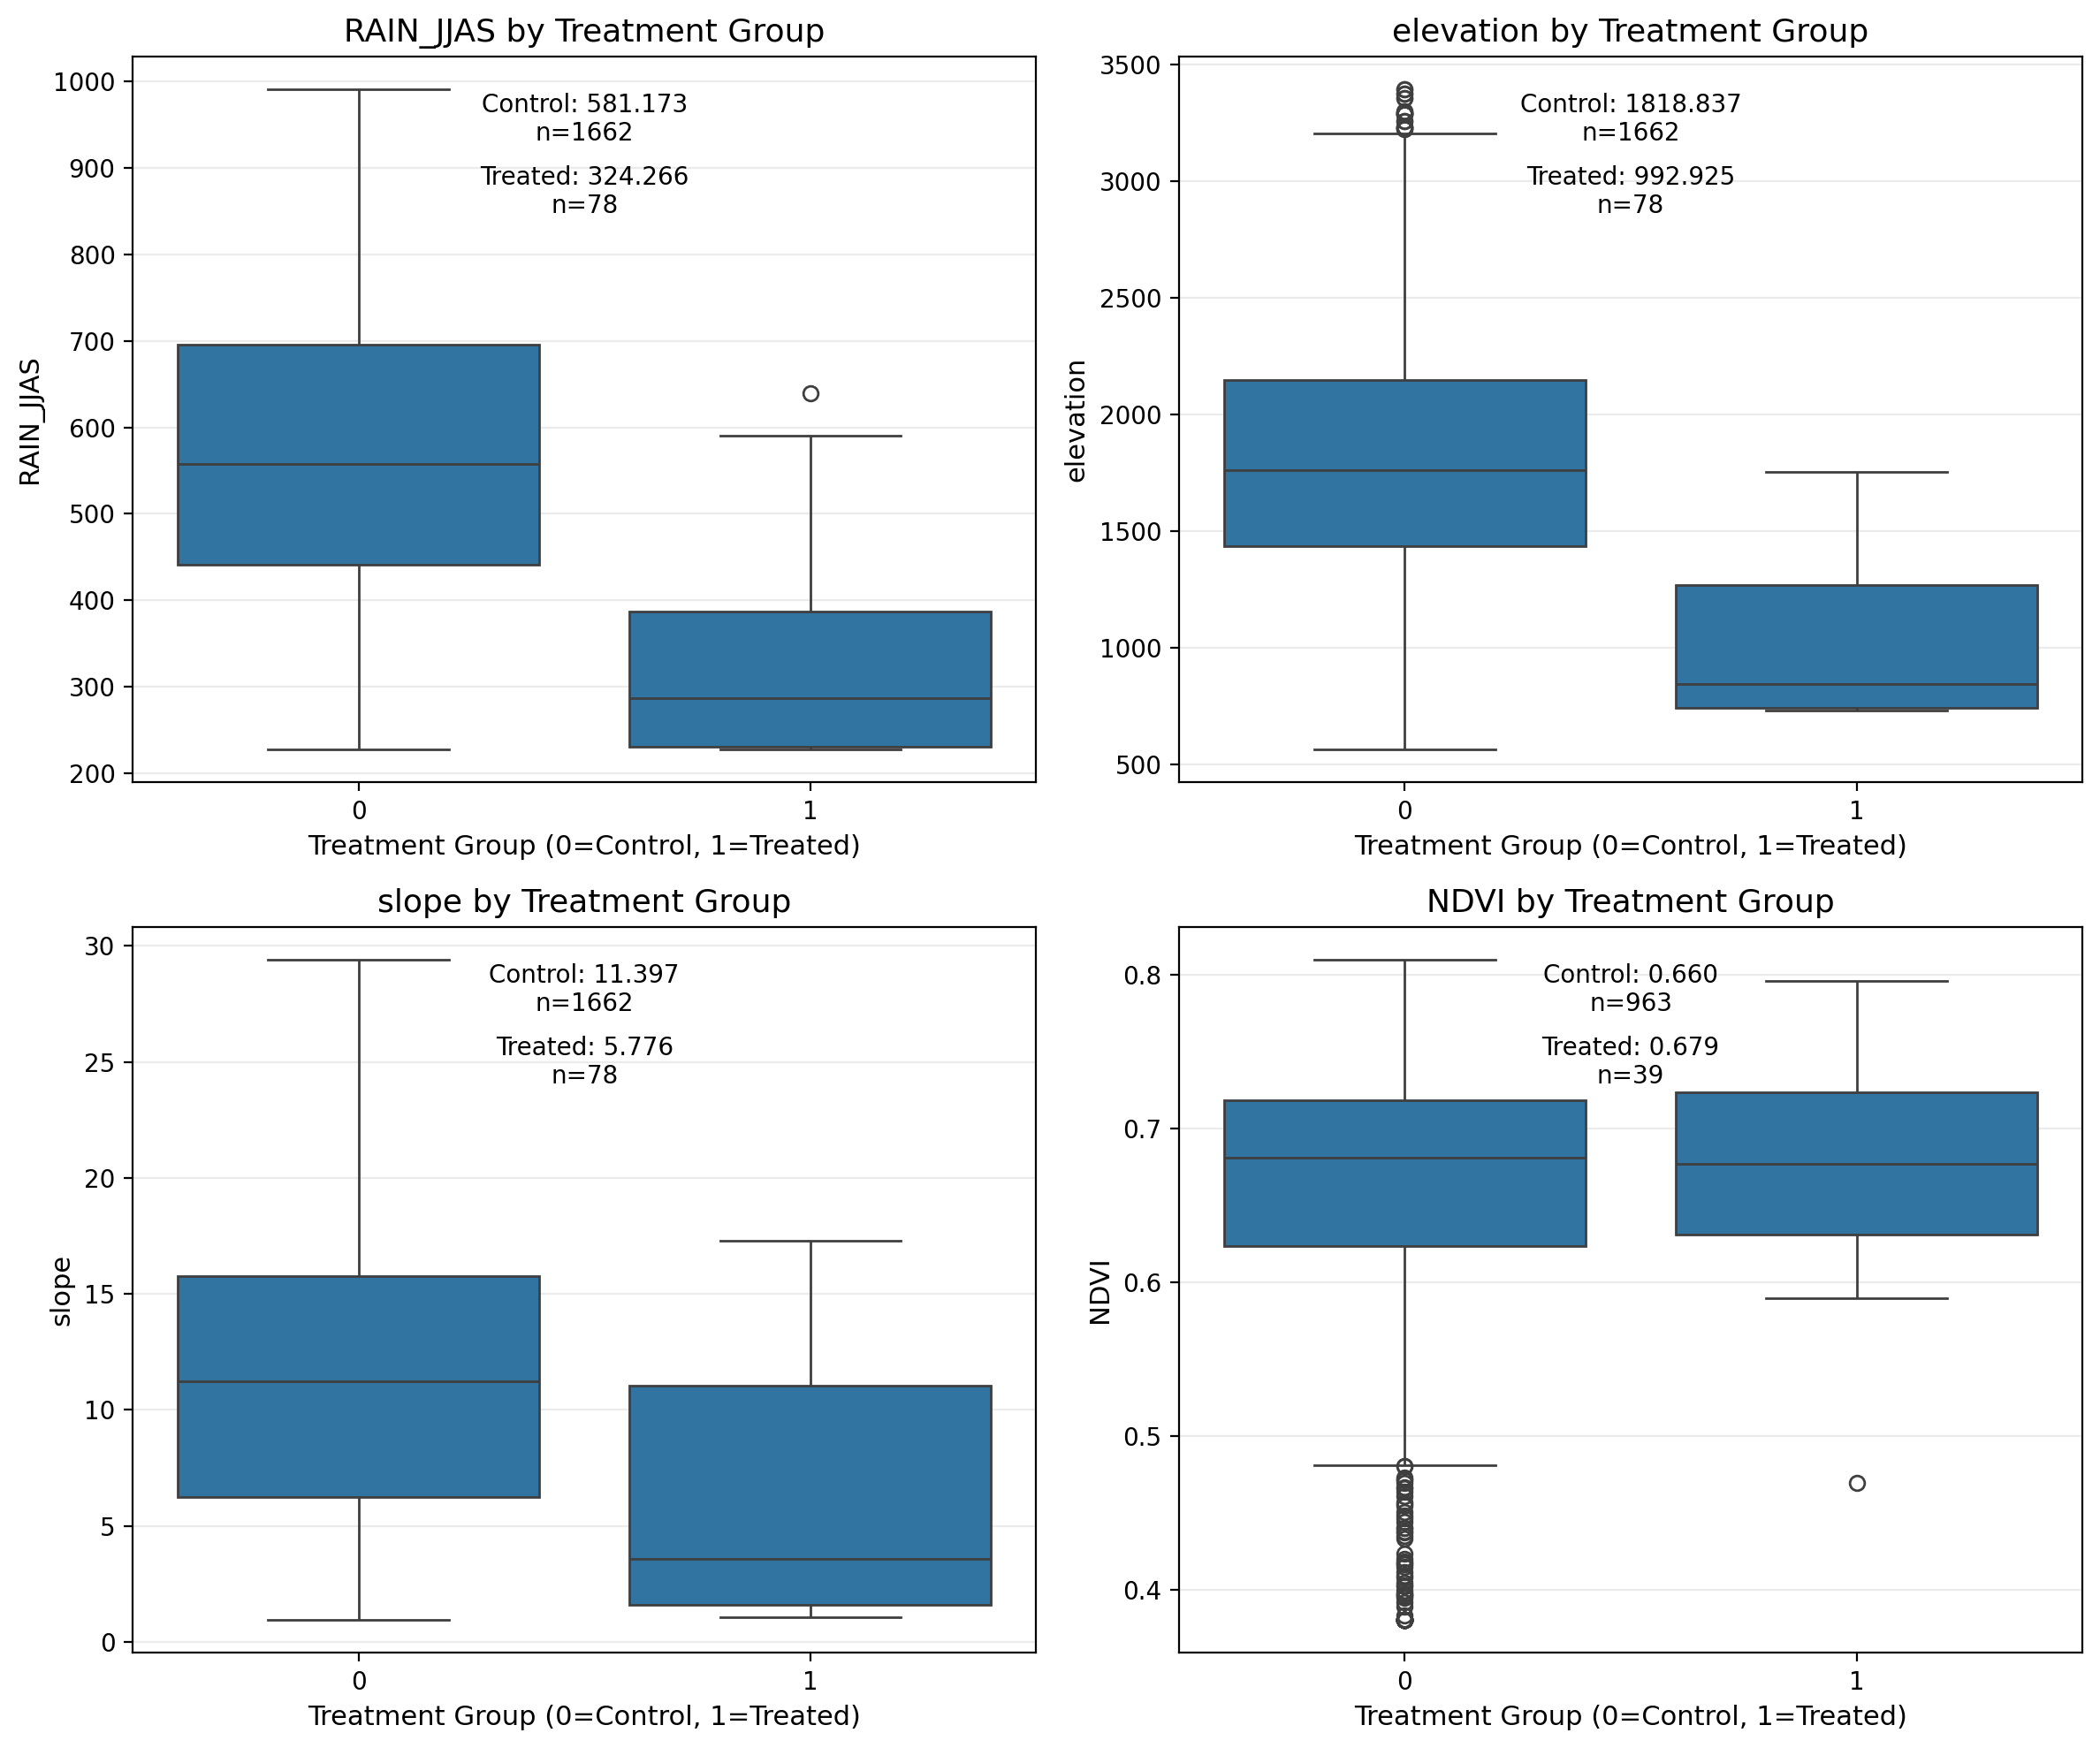 RAIN_JJAS by Treatment Group
1000
900
800
700
600
500
400
300
200
RAIN_JJAS
Control: 581.173
n=1662
Treated: 324.266
n=78
0
1
Treatment Group (0=Control, 1=Treated)
elevation by Treatment Group
3500
3000
2500
2000
1500
1000
500
elevation
Control: 1818.837
n=1662
Treated: 992.925
n=78
0
1
Treatment Group (0=Control, 1=Treated)
slope by Treatment Group
30
25
20
15
10
5
0
slope
Control: 11.397
n=1662
Treated: 5.776
n=78
0
1
Treatment Group (0=Control, 1=Treated)
NDVI by Treatment Group
0.8
0.7
0.6
0.5
0.4
NDVI
Control: 0.660
n=963
Treated: 0.679
n=39
0
1
Treatment Group (0=Control, 1=Treated)